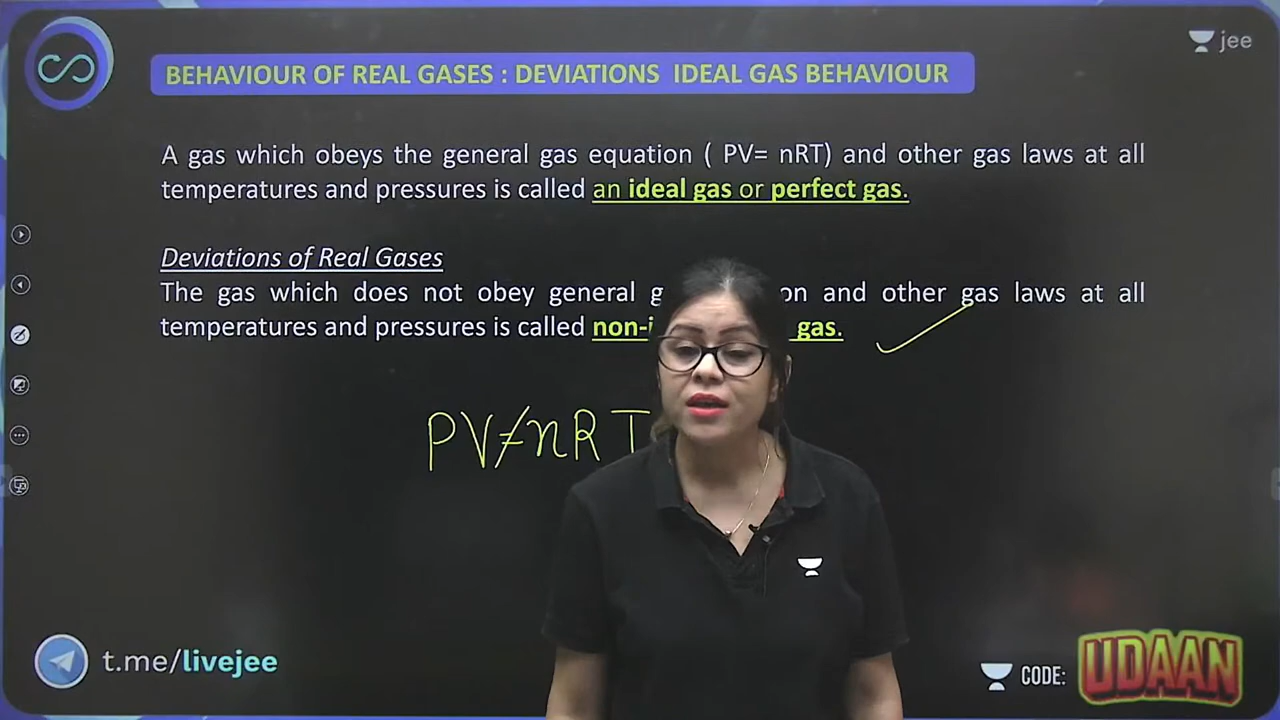 jee
BEHAVIOUR OF REAL GASES : DEVIATIONS IDEAL GAS BEHAVIOUR
A gas which obeys the general gas equation ( PV= nRT) and other gas laws at all
temperatures and pressures is called an ideal gas or perfect gas.
Deviations of Real Gases
The gas which does not obey general and other gas laws at all
temperatures and pressures is called gas.
PV≠nRT
t.me/livejee
CODE: UDAAN